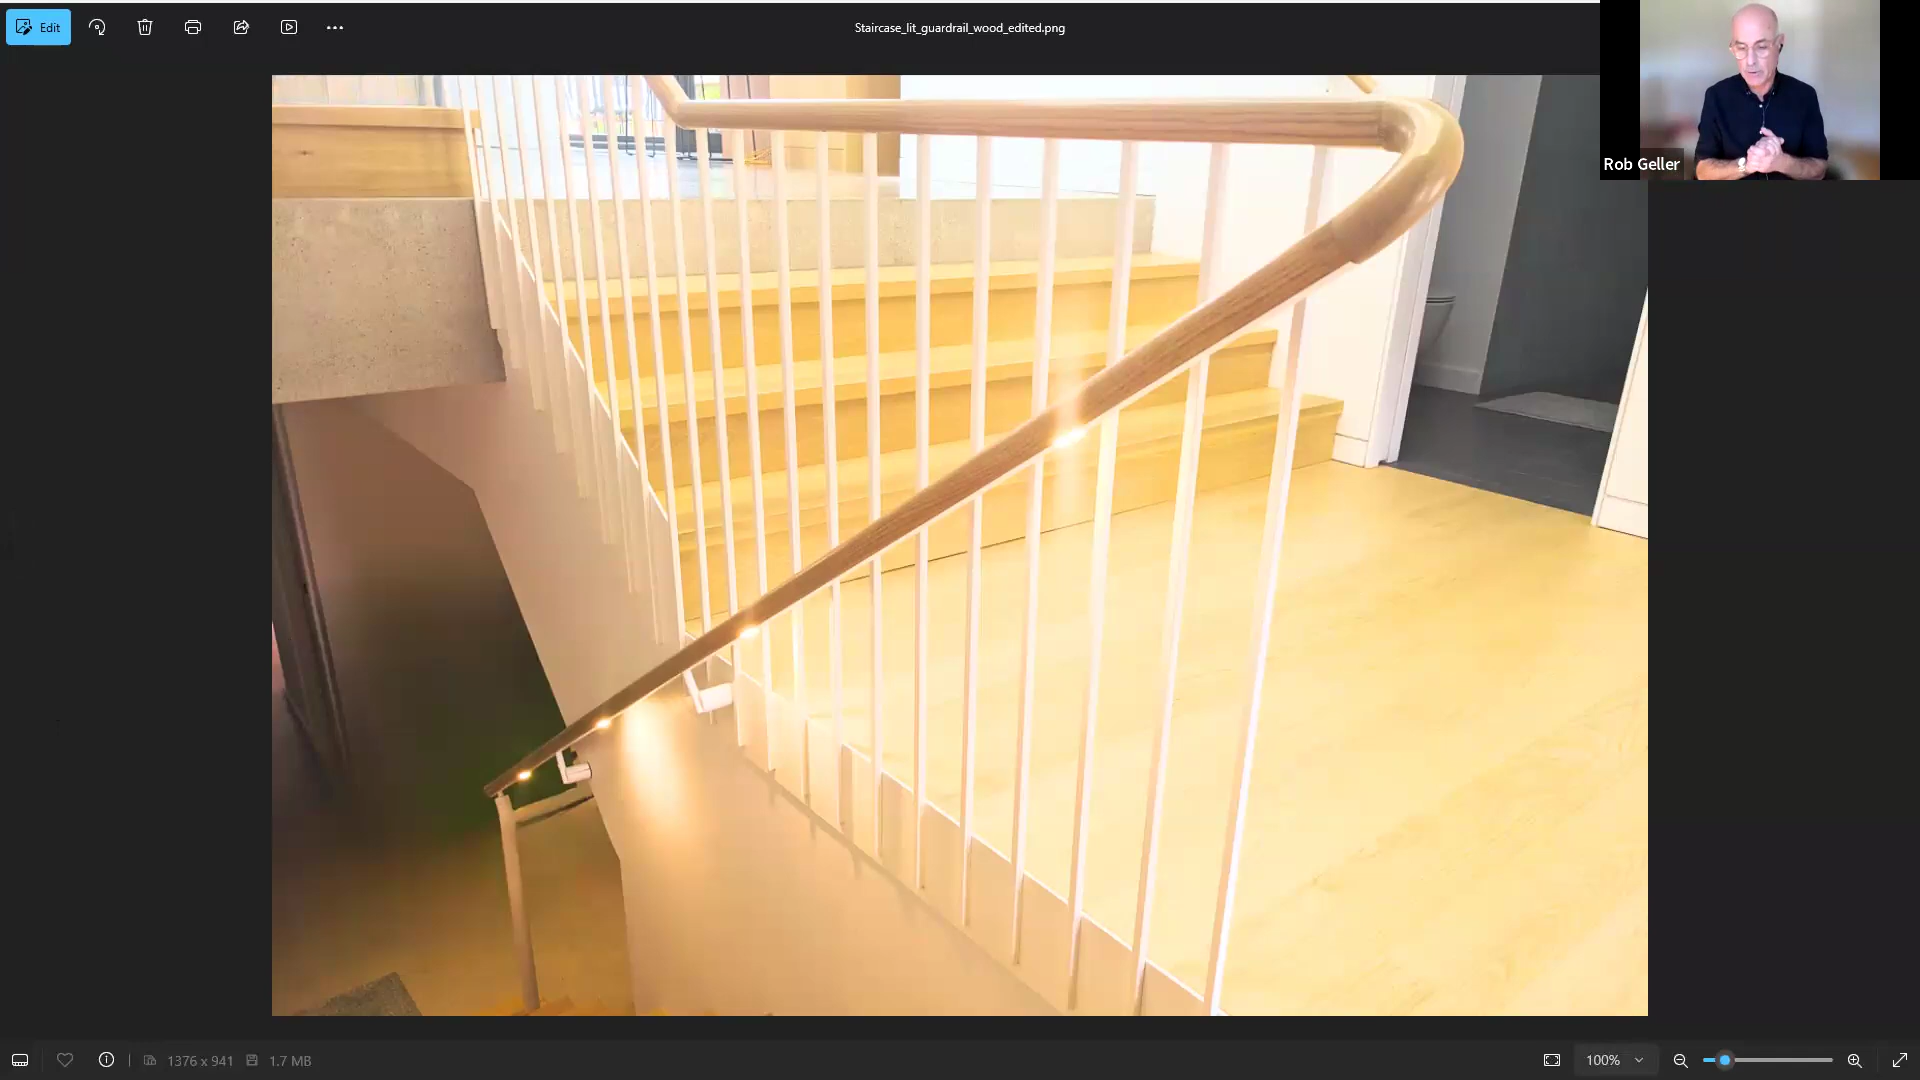 Edit
Staircase_lit_guardrail_wood_edited.png
Rob Geller
1376 x 941
1.7 MB
100%